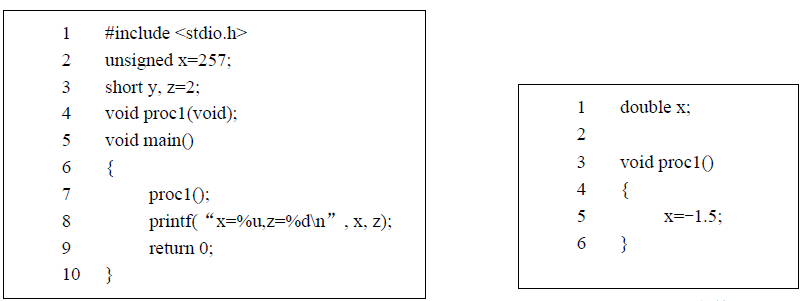 1 #include <stdio.h>
2 unsigned x=257;
3 short y, z=2;
4 void proc1(void);
5 void main()
6 {
7 proc1();
8 printf( “x=%u,z=%d\n” , x, z);
9 return 0;
10 }
1 double x;
2
3 void proc1()
4 {
5 x=−1.5;
6 }